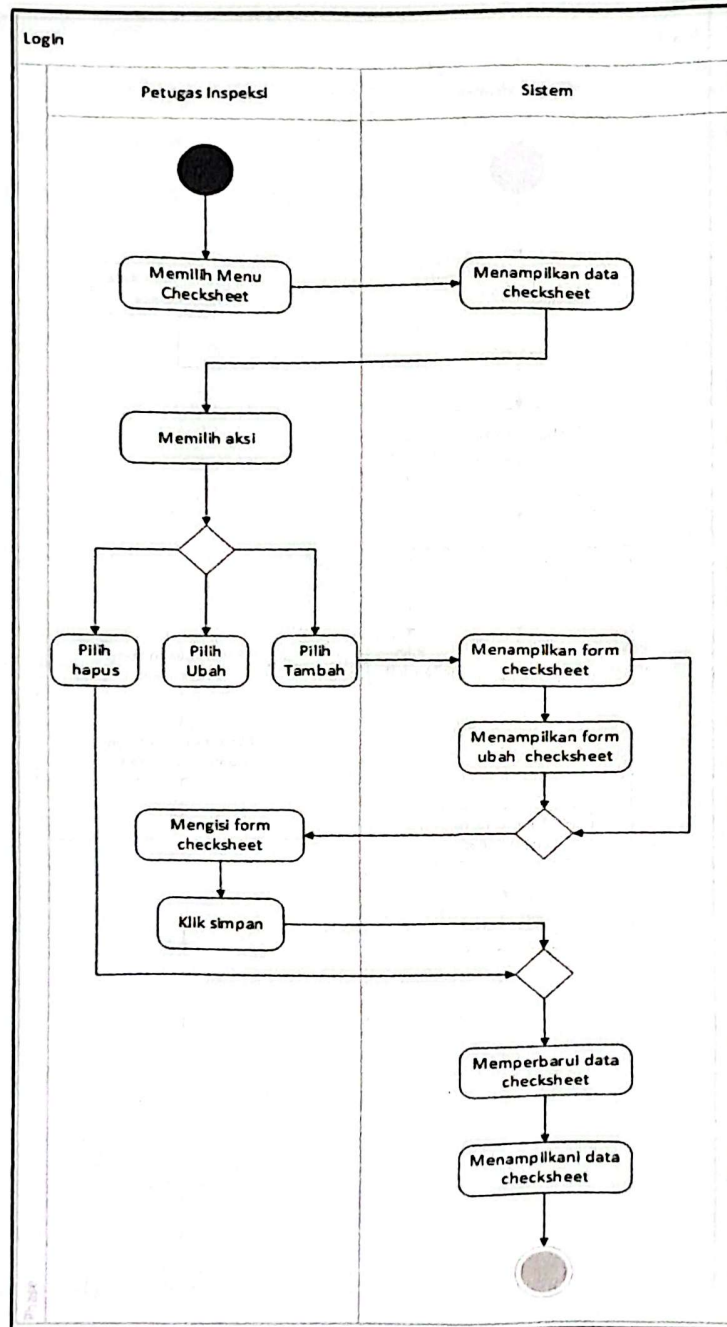 Login
Petugas Inspeksi
Sistem
Memilih Menu
Checksheet
Menampilkan data
checksheet
Memilih aksi
Pilih
hapus
Pilih
Ubah
Pilih
Tambah
Menampilkan form
checksheet
Menampilkan form
ubah checksheet
Mengisi form
checksheet
Klik simpan
Memperbarui data
checksheet
Menampilkani data
checksheet
Phase